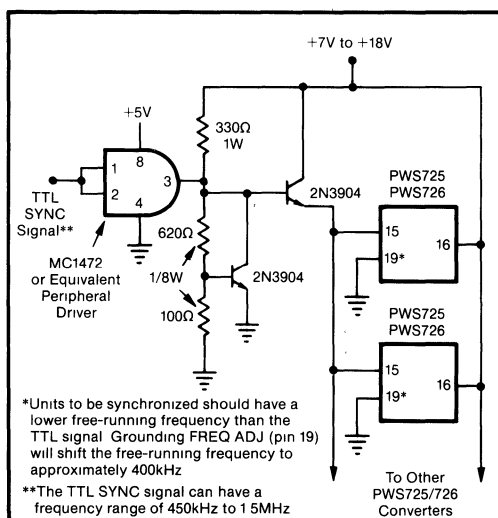 +7V to +18V
+5V
330Ω
1W
8
1
2
3
4
TTL
SYNC
Signal**
MC1472
or Equivalent
Peripheral
Driver
620Ω
1/8W
100Ω
2N3904
2N3904
PWS725
PWS726
15
19*
16
PWS725
PWS726
15
19*
16
To Other
PWS725/726
Converters
*Units to be synchronized should have a
lower free-running frequency than the
TTL signal Grounding FREQ ADJ (pin 19)
will shift the free-running frequency to
approximately 400kHz
**The TTL SYNC signal can have a
frequency range of 450kHz to 1 5MHz